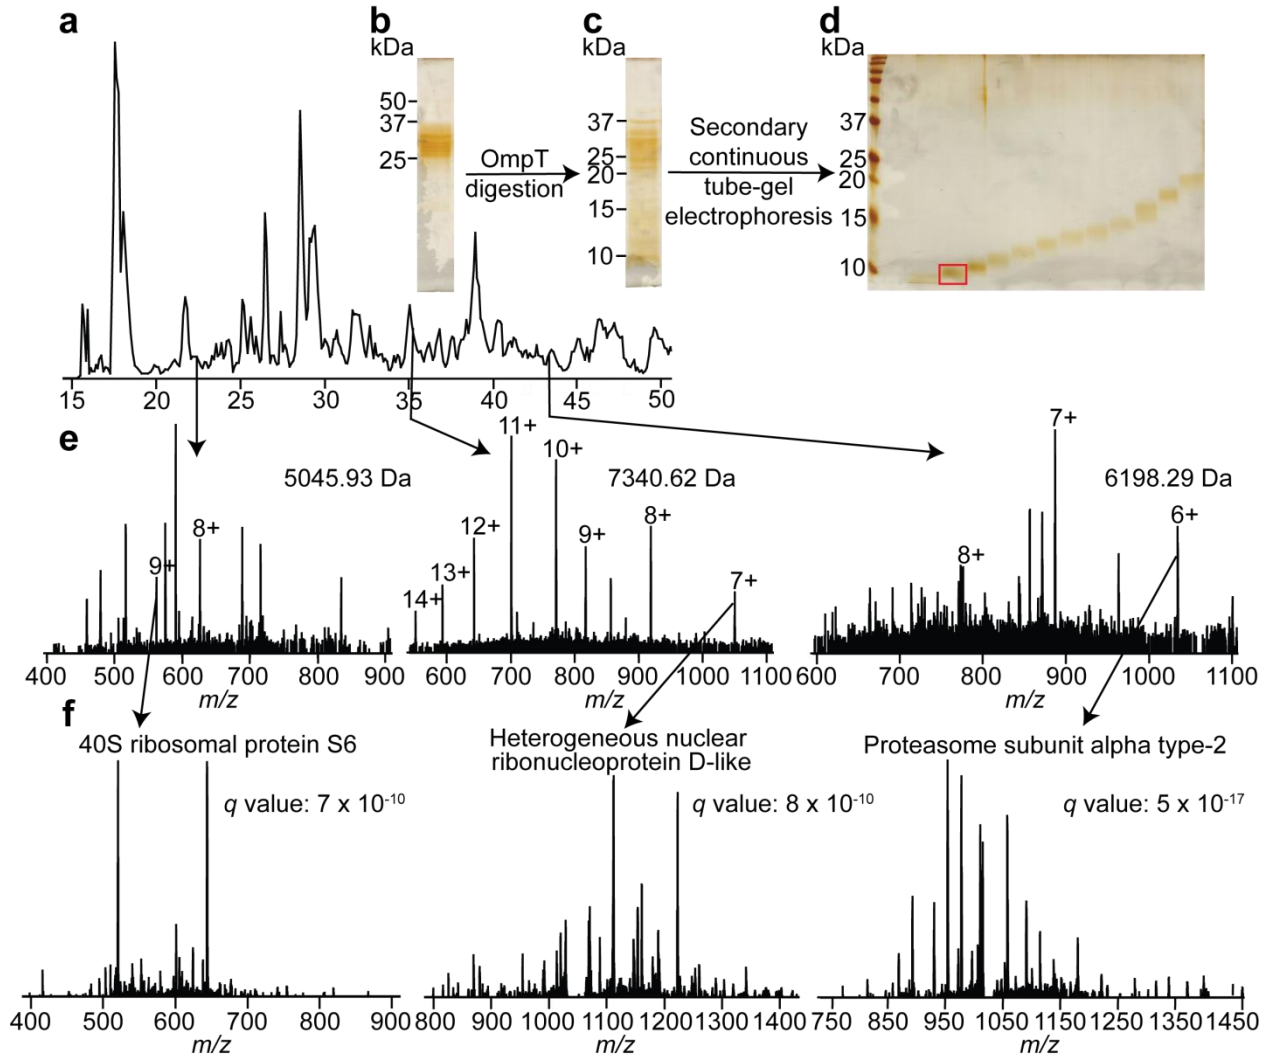 a
b
c
d
kDa
kDa
kDa
50
37
25
OmpT
digestion
37
25
20
15
10
Secondary
continuous
tube-gel
electrophoresis
37
25
20
15
10
15 20 25 30 35 40 45 50
e
9+
8+
5045.93 Da
14+
13+
12+
11+
10+
9+
8+
7+
7340.62 Da
8+
7+
6+
6198.29 Da
400 500 600 700 800 900
m/z
600 700 800 900 1000 1100
m/z
600 700 800 900 1000 1100
m/z
f
40S ribosomal protein S6
q value: 7 x 10-10
Heterogeneous nuclear
ribonucleoprotein D-like
q value: 8 x 10-10
Proteasome subunit alpha type-2
q value: 5 x 10-17
400 500 600 700 800 900
m/z
800 900 1000 1100 1200 1300 1400
m/z
750 850 950 1050 1150 1250 1350 1450
m/z